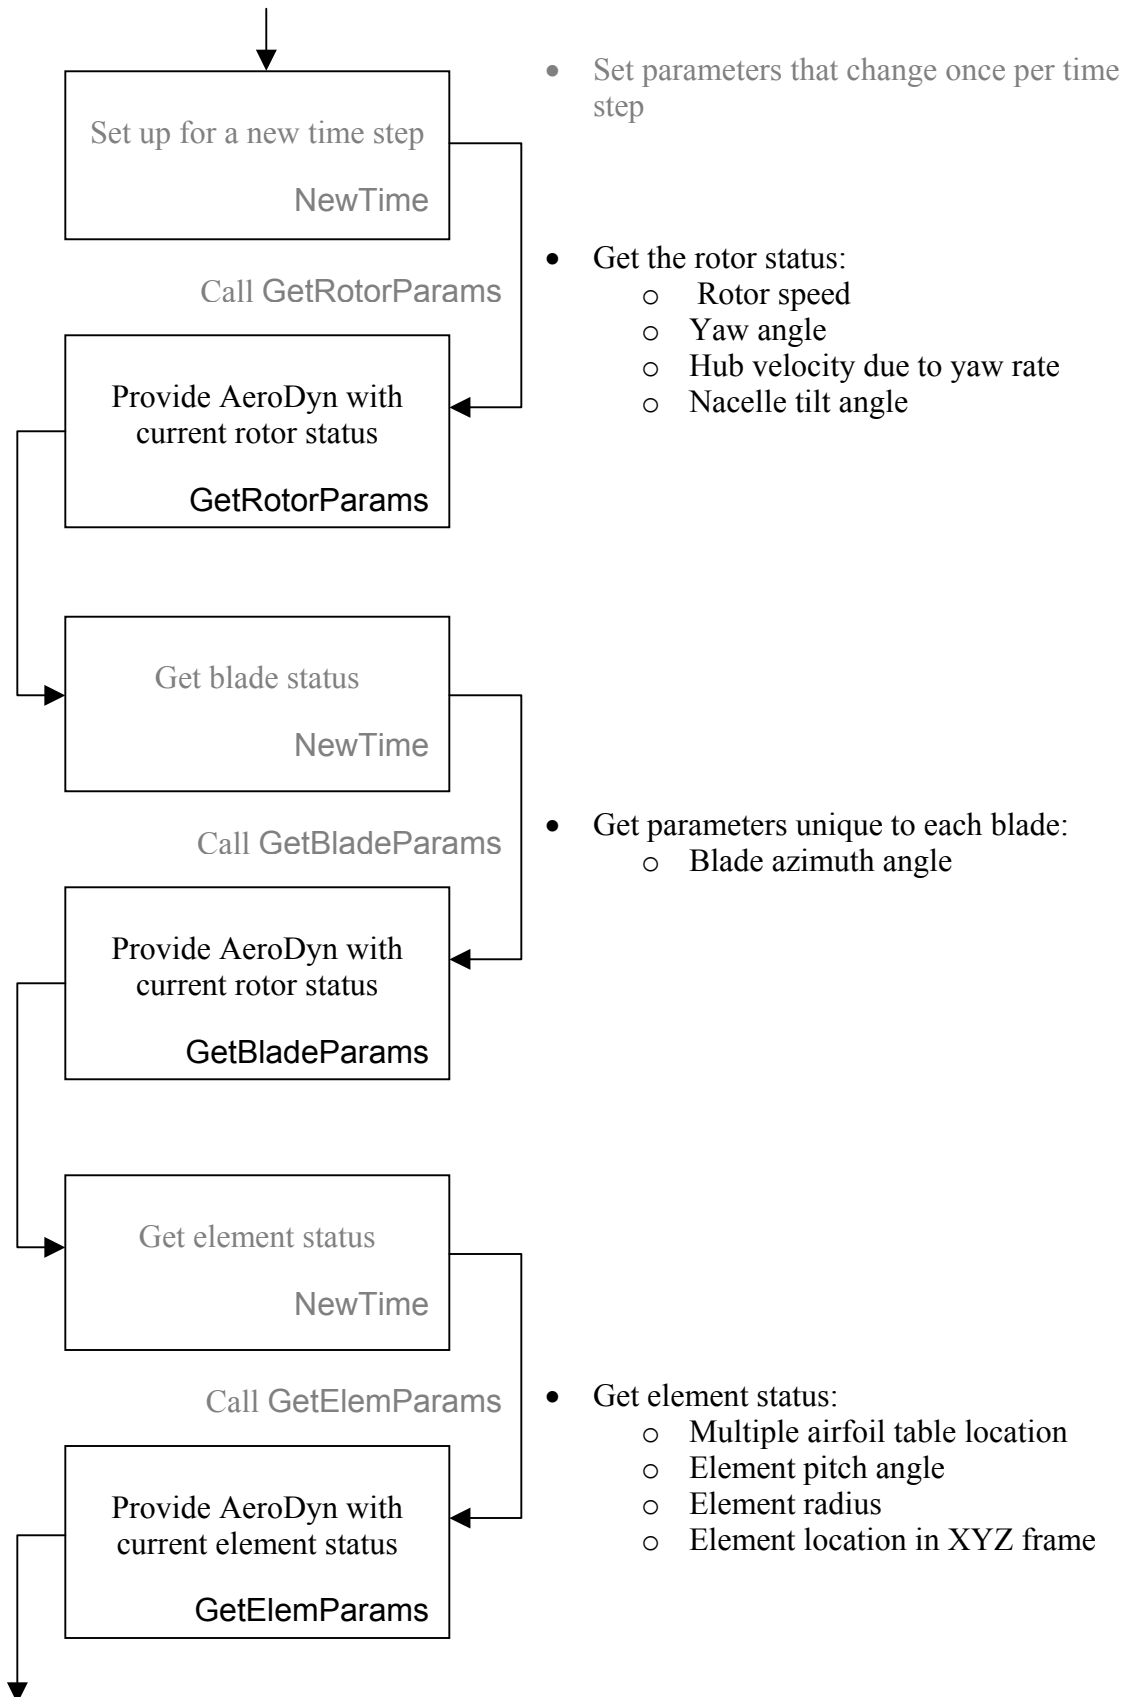 • Set parameters that change once per time
step
Set up for a new time step
NewTime
Call GetRotorParams
• Get the rotor status:
o Rotor speed
o Yaw angle
o Hub velocity due to yaw rate
o Nacelle tilt angle
Provide AeroDyn with
current rotor status
GetRotorParams
Get blade status
NewTime
Call GetBladeParams
• Get parameters unique to each blade:
o Blade azimuth angle
Provide AeroDyn with
current rotor status
GetBladeParams
Get element status
NewTime
Call GetElemParams
• Get element status:
o Multiple airfoil table location
o Element pitch angle
o Element radius
o Element location in XYZ frame
Provide AeroDyn with
current element status
GetElemParams